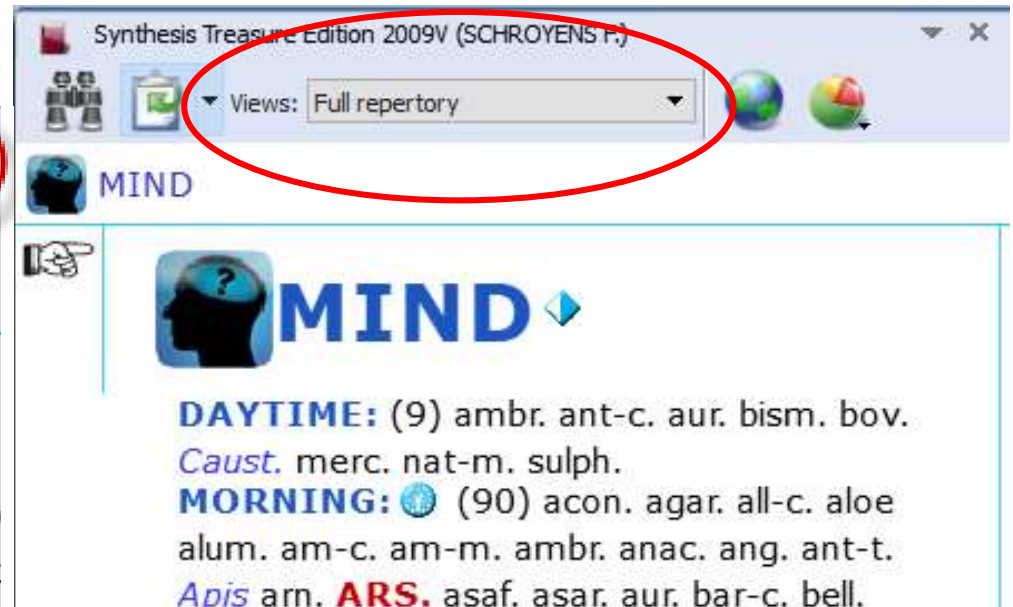 Synthesis Treasure Edition 2009V (SCHROYENS F.)
Views: Full repertory
MIND
MIND
DAYTIME: (9) ambr. ant-c. aur. bism. bov.
Caust. merc. nat-m. sulph.
MORNING: (90) acon. agar. all-c. aloe
alum. am-c. am-m. ambr. anac. ang. ant-t.
Apis arn. ARS. asaf. asar. aur. bar-c. bell.